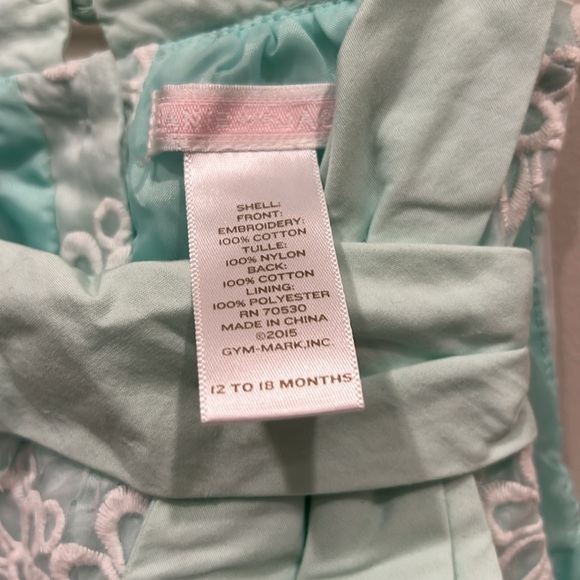 SHELL:
FRONT:
EMBROIDERY:
100% COTTON
TULLE:
100% NYLON
BACK:
100% COTTON
LINING:
100% POLYESTER
RN 70530
MADE IN CHINA
©2015
GYM-MARK,INC
12 TO 18 MONTHS